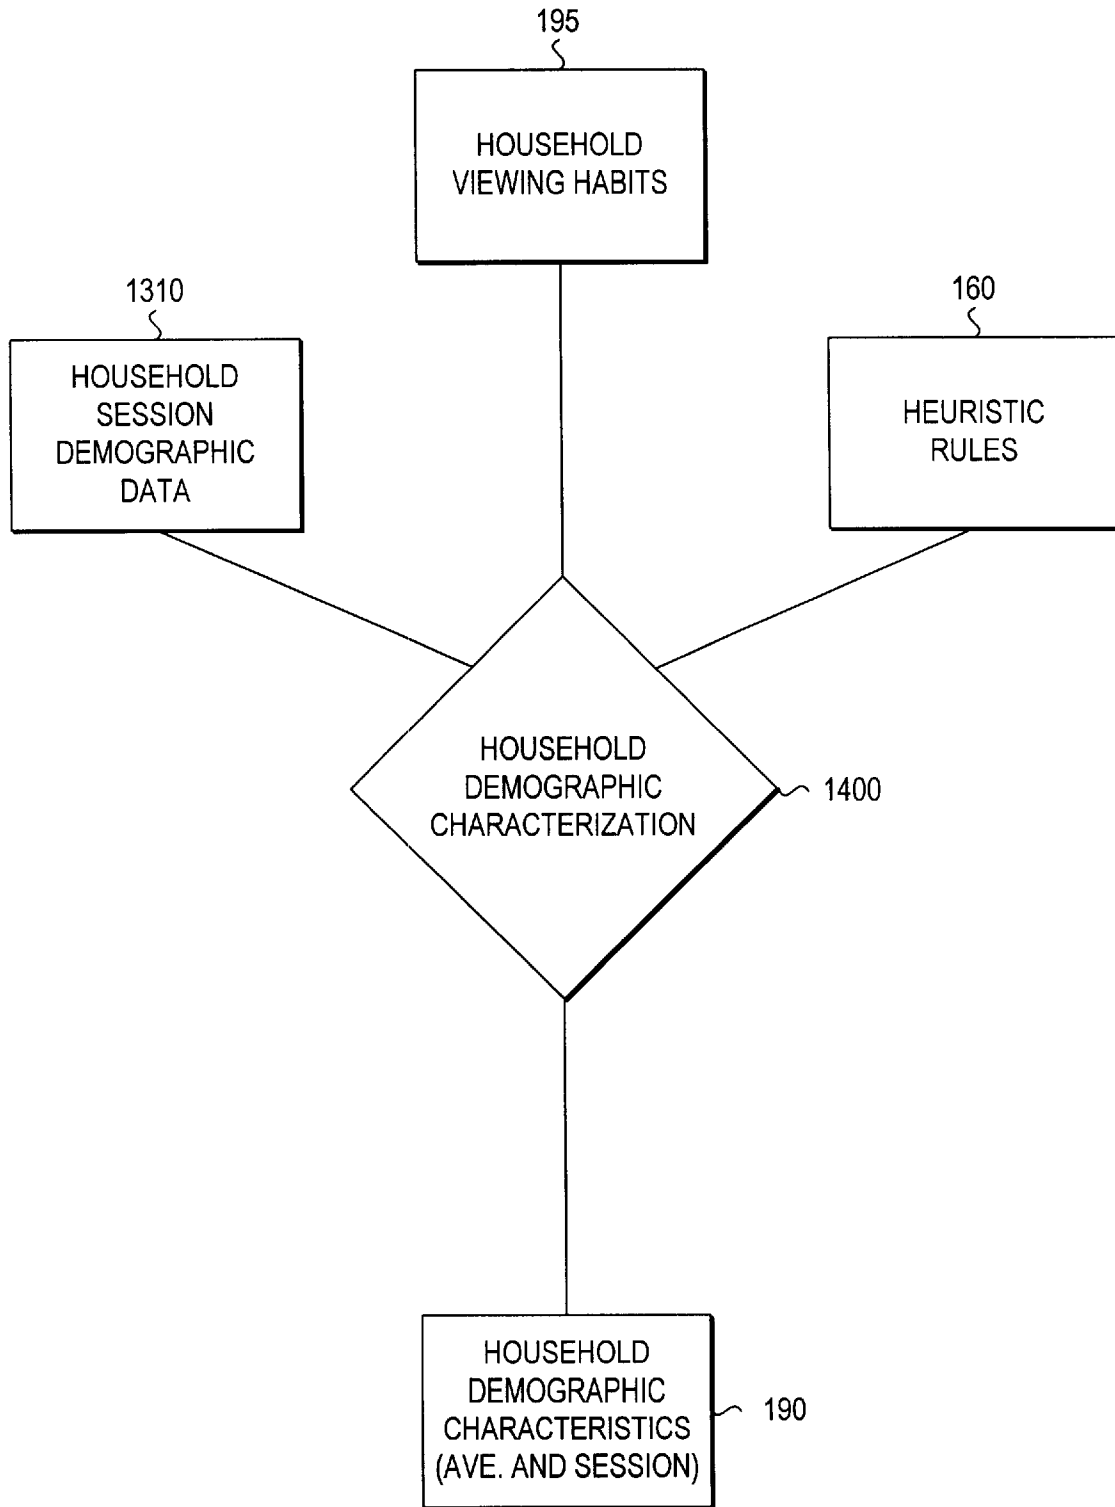 195
HOUSEHOLD
VIEWING HABITS
1310
HOUSEHOLD
SESSION
DEMOGRAPHIC
DATA
160
HEURISTIC
RULES
HOUSEHOLD
DEMOGRAPHIC
CHARACTERIZATION
1400
HOUSEHOLD
DEMOGRAPHIC
CHARACTERISTICS
(AVE. AND SESSION)
190